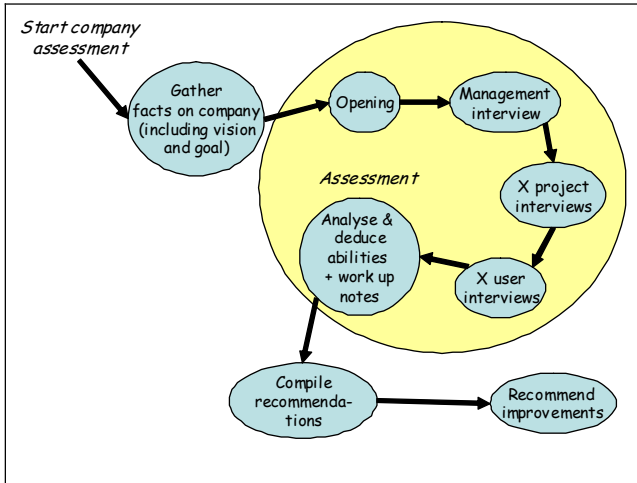 Start company
assessment
Gather
facts on company
(including vision
and goal)
Opening
Management
interview
X project
interviews
X user
interviews
Assessment
Analyse &
deduce
abilities
+ work up
notes
Compile
recommenda-
tions
Recommend
improvements